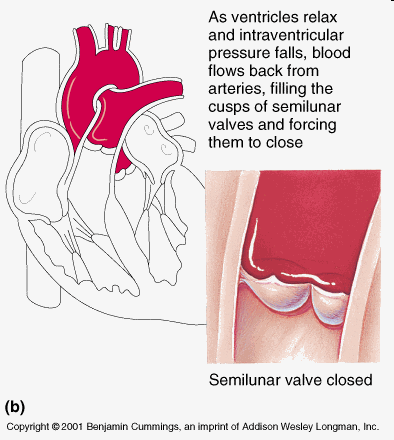 As ventricles relax
and intraventricular
pressure falls, blood
flows back from
arteries, filling the
cusps of semilunar
valves and forcing
them to close
Semilunar valve closed
(b)
Copyright © 2001 Benjamin Cummings, an imprint of Addison Wesley Longman, Inc.